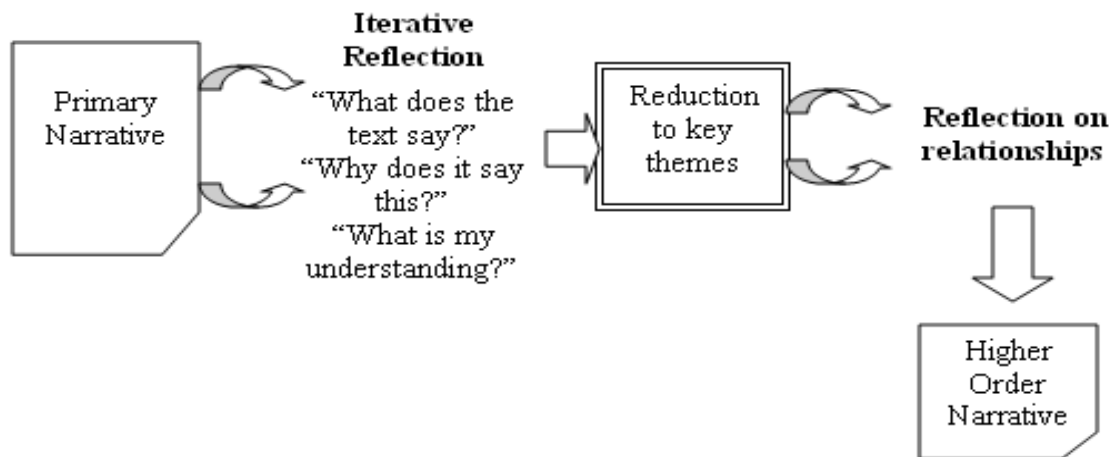 Primary
Narrative
Iterative
Reflection
“What does the
text say?”
“Why does it say
this?”
“What is my
understanding?”
Reduction
to key
themes
Reflection on
relationships
Higher
Order
Narrative